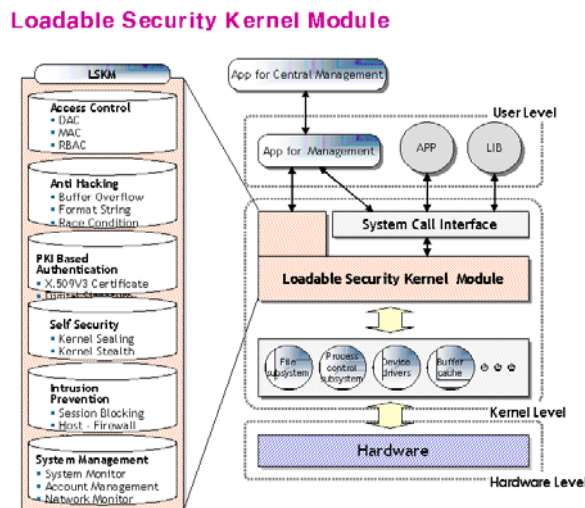 Loadable Security Kernel Module
LSKM
Access Control
▪ DAC
▪ MAC
▪ RBAC
Anti Hacking
▪ Buffer Overflow
▪ Format String
▪ Race Condition
PKI Based
Authentication
▪ X.509V3 Certificate
Self Security
▪ Kernel Sealing
▪ Kernel Stealth
Intrusion
Prevention
▪ Session Blocking
▪ Host - Firewall
System Management
▪ System Monitor
▪ Account Management
▪ Network Monitor
App for Central Management
User Level
App for Management
APP
LIB
System Call Interface
Loadable Security Kernel Module
File
subsystem
Process
control
subsystem
Device
drivers
Buffer
cache
Kernel Level
Hardware
Hardware Level